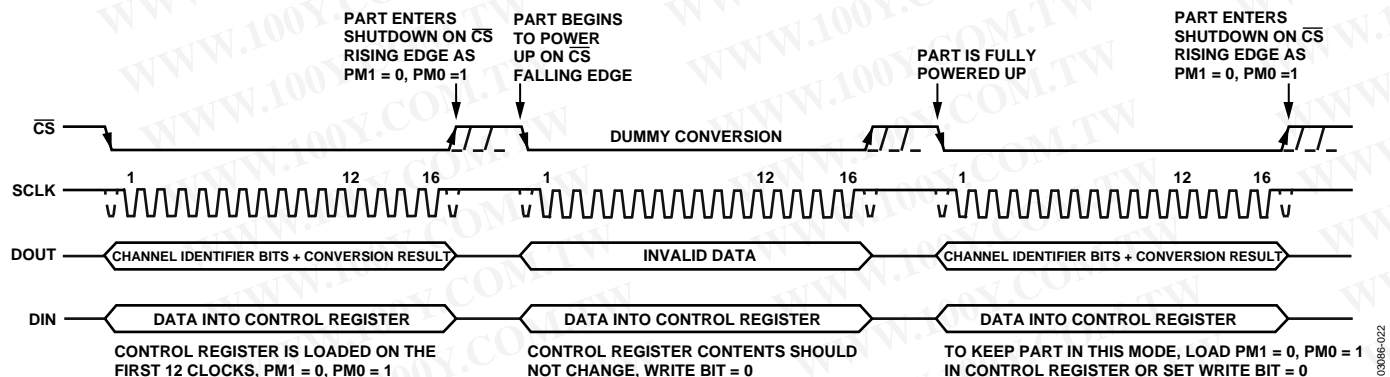 PART ENTERS
SHUTDOWN ON CS
RISING EDGE AS
PM1 = 0, PM0 =1
PART BEGINS
TO POWER
UP ON CS
FALLING EDGE
PART IS FULLY
POWERED UP
PART ENTERS
SHUTDOWN ON CS
RISING EDGE AS
PM1 = 0, PM0 =1
CS
DUMMY CONVERSION
SCLK
1 12 16 1 12 16 1 12 16
DOUT
CHANNEL IDENTIFIER BITS + CONVERSION RESULT
INVALID DATA
CHANNEL IDENTIFIER BITS + CONVERSION RESULT
DIN
DATA INTO CONTROL REGISTER
DATA INTO CONTROL REGISTER
DATA INTO CONTROL REGISTER
CONTROL REGISTER IS LOADED ON THE
FIRST 12 CLOCKS, PM1 = 0, PM0 = 1
CONTROL REGISTER CONTENTS SHOULD
NOT CHANGE, WRITE BIT = 0
TO KEEP PART IN THIS MODE, LOAD PM1 = 0, PM0 = 1
IN CONTROL REGISTER OR SET WRITE BIT = 0
03086-022
WWW.100Y.COM.TW